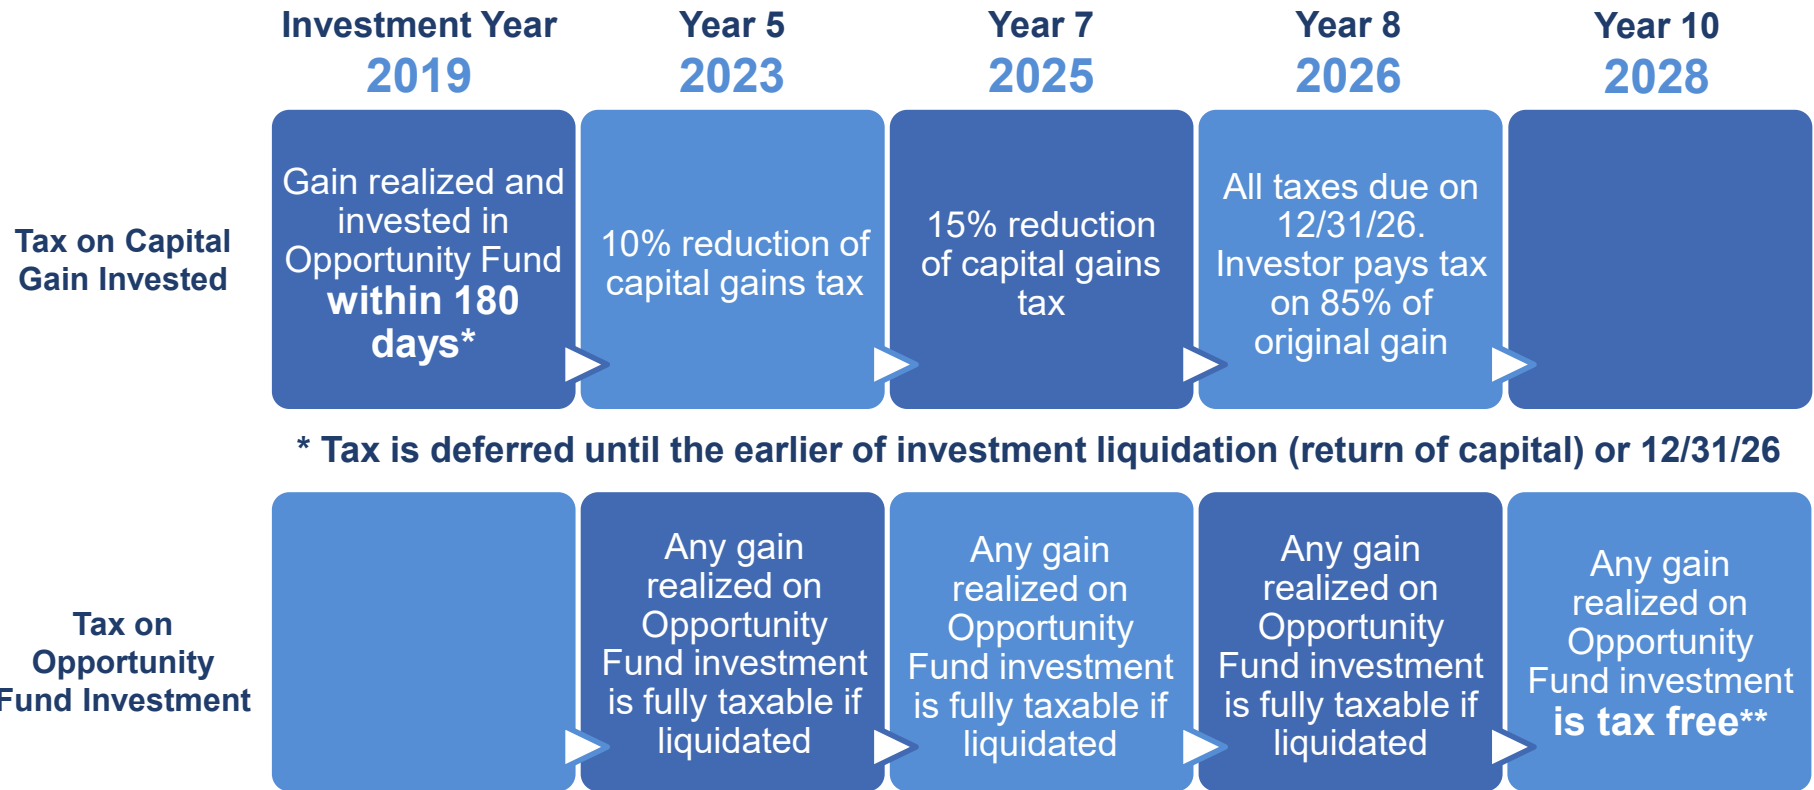 Investment Year
2019
Year 5
2023
Year 7
2025
Year 8
2026
Year 10
2028
Tax on Capital
Gain Invested
Gain realized and
invested in
Opportunity Fund
within 180
days*
10% reduction of
capital gains tax
15% reduction
of capital gains
tax
All taxes due on
12/31/26.
Investor pays tax
on 85% of
original gain
* Tax is deferred until the earlier of investment liquidation (return of capital) or 12/31/26
Tax on
Opportunity
Fund Investment
Any gain
realized on
Opportunity
Fund investment
is fully taxable if
liquidated
Any gain
realized on
Opportunity
Fund investment
is fully taxable if
liquidated
Any gain
realized on
Opportunity
Fund investment
is fully taxable if
liquidated
Any gain
realized on
Opportunity
Fund investment
is tax free**